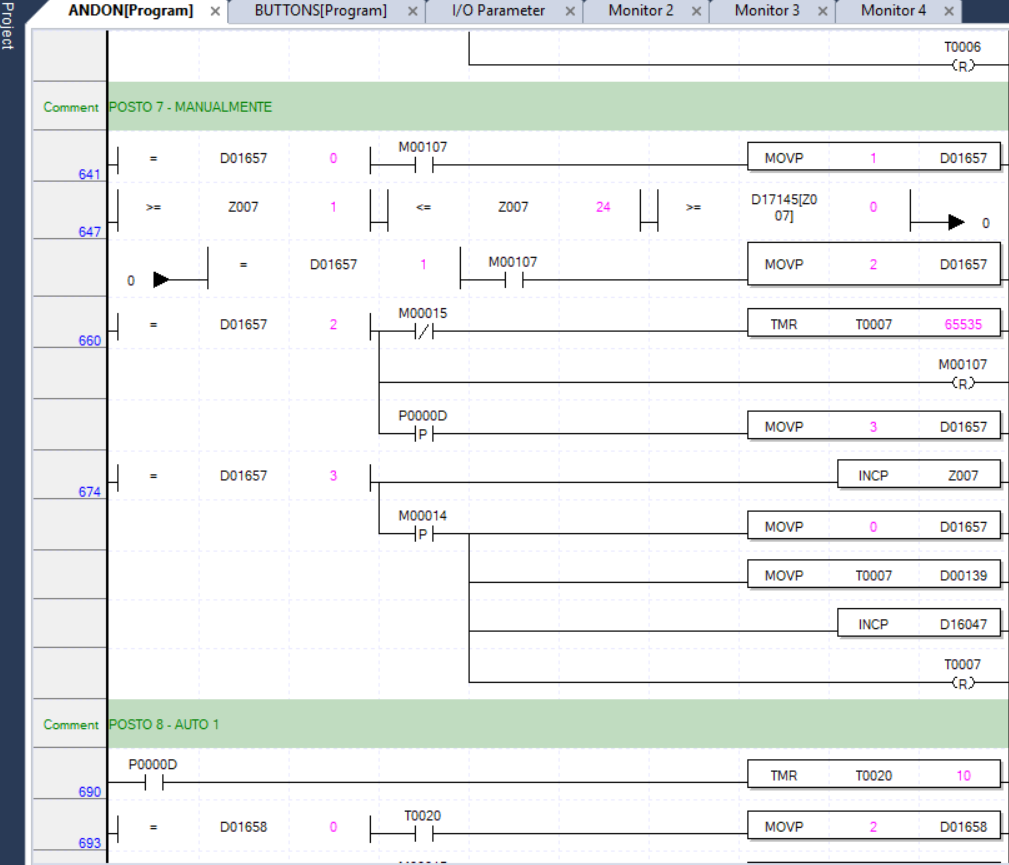 Project
ANDON[Program] ×
BUTTONS[Program] ×
I/O Parameter ×
Monitor 2 ×
Monitor 3 ×
Monitor 4 ×
T0006
(R)
Comment POSTO 7 - MANUALMENTE
M00107
641 = D01657 0 MOVP 1 D01657
647 >= Z007 1 <= Z007 24 >= D17145[Z0
07] 0 0
M00107
0 = D01657 1 MOVP 2 D01657
M00015
660 = D01657 2 TMR T0007 65535
M00107
(R)
P0000D
P MOVP 3 D01657
674 = D01657 3 INCP Z007
M00014
P MOVP 0 D01657
MOVP T0007 D00139
INCP D16047
T0007
(R)
Comment POSTO 8 - AUTO 1
P0000D
690 TMR T0020 10
T0020
693 = D01658 0 MOVP 2 D01658